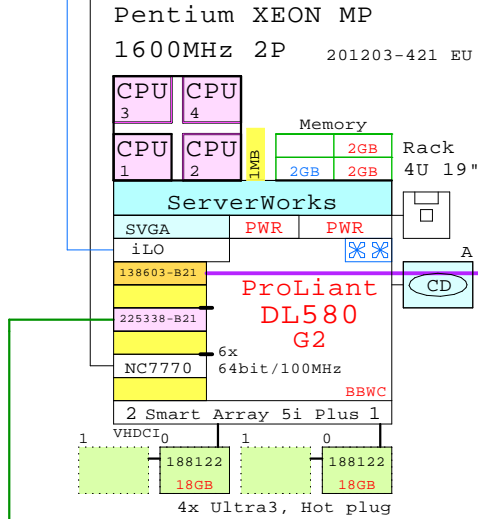 Pentium XEON MP
1600MHz 2P 201203-421 EU
CPU 3
CPU 4
CPU 1
CPU 2
1MB
Memory
2GB
2GB 2GB
Rack
4U 19"
ServerWorks
SVGA PWR PWR
iLO
A
138603-B21
CD
ProLiant
DL580
G2
225338-B21
6x
64bit/100MHz
NC7770
BBWC
2 Smart Array 5i Plus 1
VHDCI
1 0 1 0
188122 188122
18GB 18GB
4x Ultra3, Hot plug